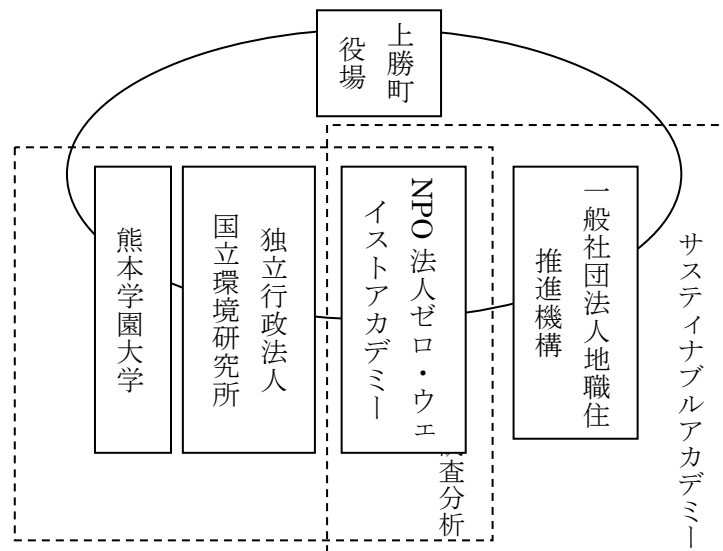 上勝町
役場
熊本学園大学
独立行政法人
国立環境研究所
NPO 法人ゼロ・ウェ
イストアカデミー
一般社団法人地職住
推進機構
サスティナブルアカデミー
査分析